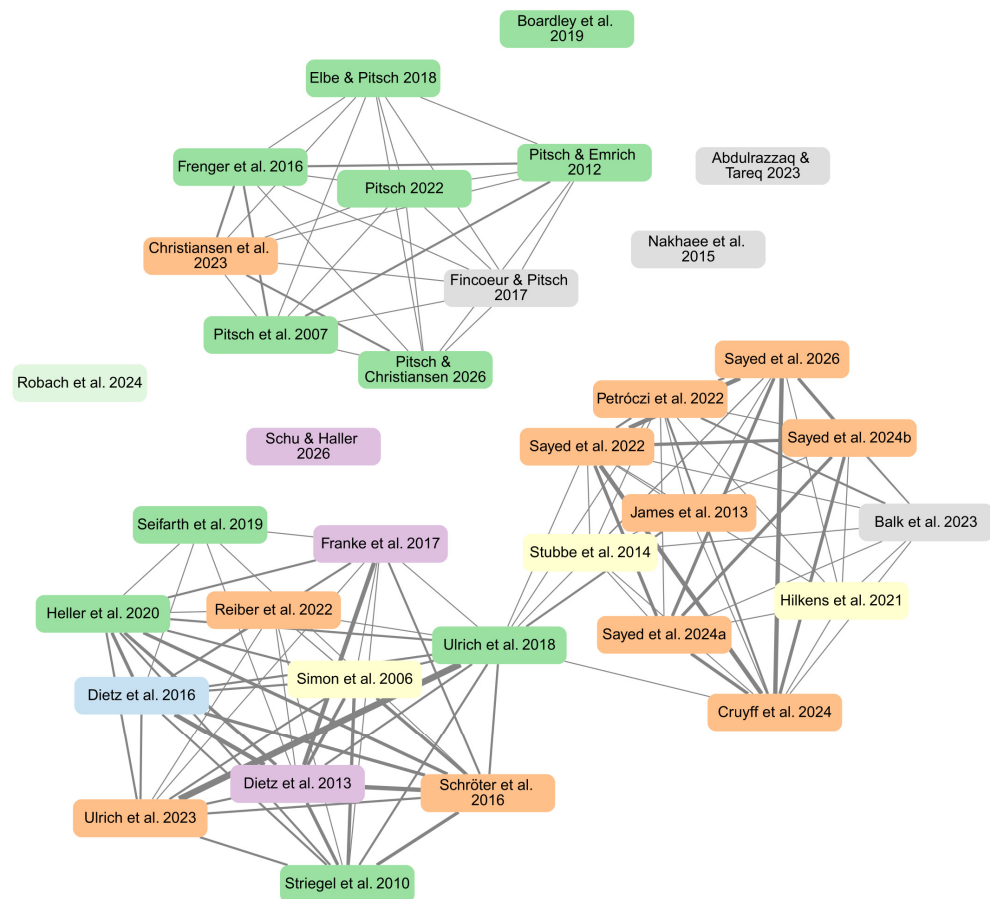 Boardley et al.
2019
Elbe & Pitsch 2018
Frenger et al. 2016
Pitsch & Emrich
2012
Abdulrazzaq &
Tareq 2023
Pitsch 2022
Christiansen et al.
2023
Nakhaee et al.
2015
Fincoeur & Pitsch
2017
Pitsch et al. 2007
Pitsch &
Christiansen 2026
Robach et al. 2024
Sayed et al. 2026
Petróczi et al. 2022
Schu & Haller
2026
Sayed et al. 2022
Sayed et al. 2024b
James et al. 2013
Balk et al. 2023
Seifarth et al. 2019
Franke et al. 2017
Stubbe et al. 2014
Hilkens et al. 2021
Heller et al. 2020
Reiber et al. 2022
Ulrich et al. 2018
Sayed et al. 2024a
Simon et al. 2006
Dietz et al. 2016
Cruyff et al. 2024
Dietz et al. 2013
Schröter et al.
2016
Ulrich et al. 2023
Striegel et al. 2010